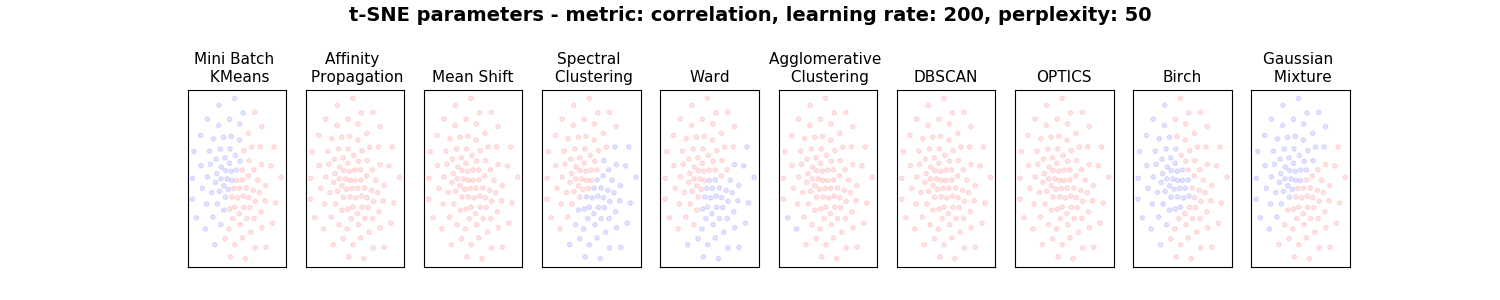 t-SNE parameters - metric: correlation, learning rate: 200, perplexity: 50
Mini Batch
KMeans
Affinity
Propagation
Mean Shift
Spectral
Clustering
Ward
Agglomerative
Clustering
DBSCAN
OPTICS
Birch
Gaussian
Mixture